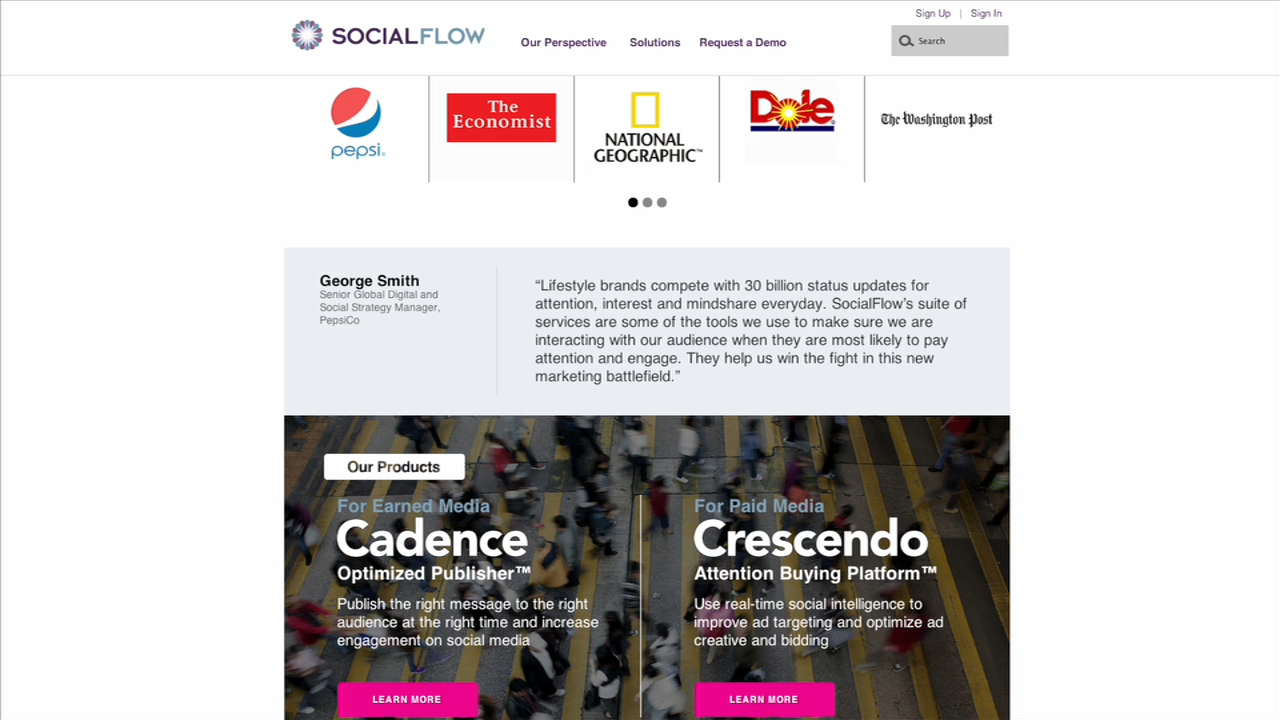 Sign Up | Sign In
SOCIALFLOW
Our Perspective Solutions Request a Demo
Search
pepsi®
The
Economist
NATIONAL
GEOGRAPHIC™
Dole®
The Washington Post
George Smith
Senior Global Digital and
Social Strategy Manager,
PepsiCo
“Lifestyle brands compete with 30 billion status updates for
attention, interest and mindshare everyday. SocialFlow’s suite of
services are some of the tools we use to make sure we are
interacting with our audience when they are most likely to pay
attention and engage. They help us win the fight in this new
marketing battlefield.”
Our Products
For Earned Media
Cadence
Optimized Publisher™
Publish the right message to the right
audience at the right time and increase
engagement on social media
LEARN MORE
For Paid Media
Crescendo
Attention Buying Platform™
Use real-time social intelligence to
improve ad targeting and optimize ad
creative and bidding
LEARN MORE